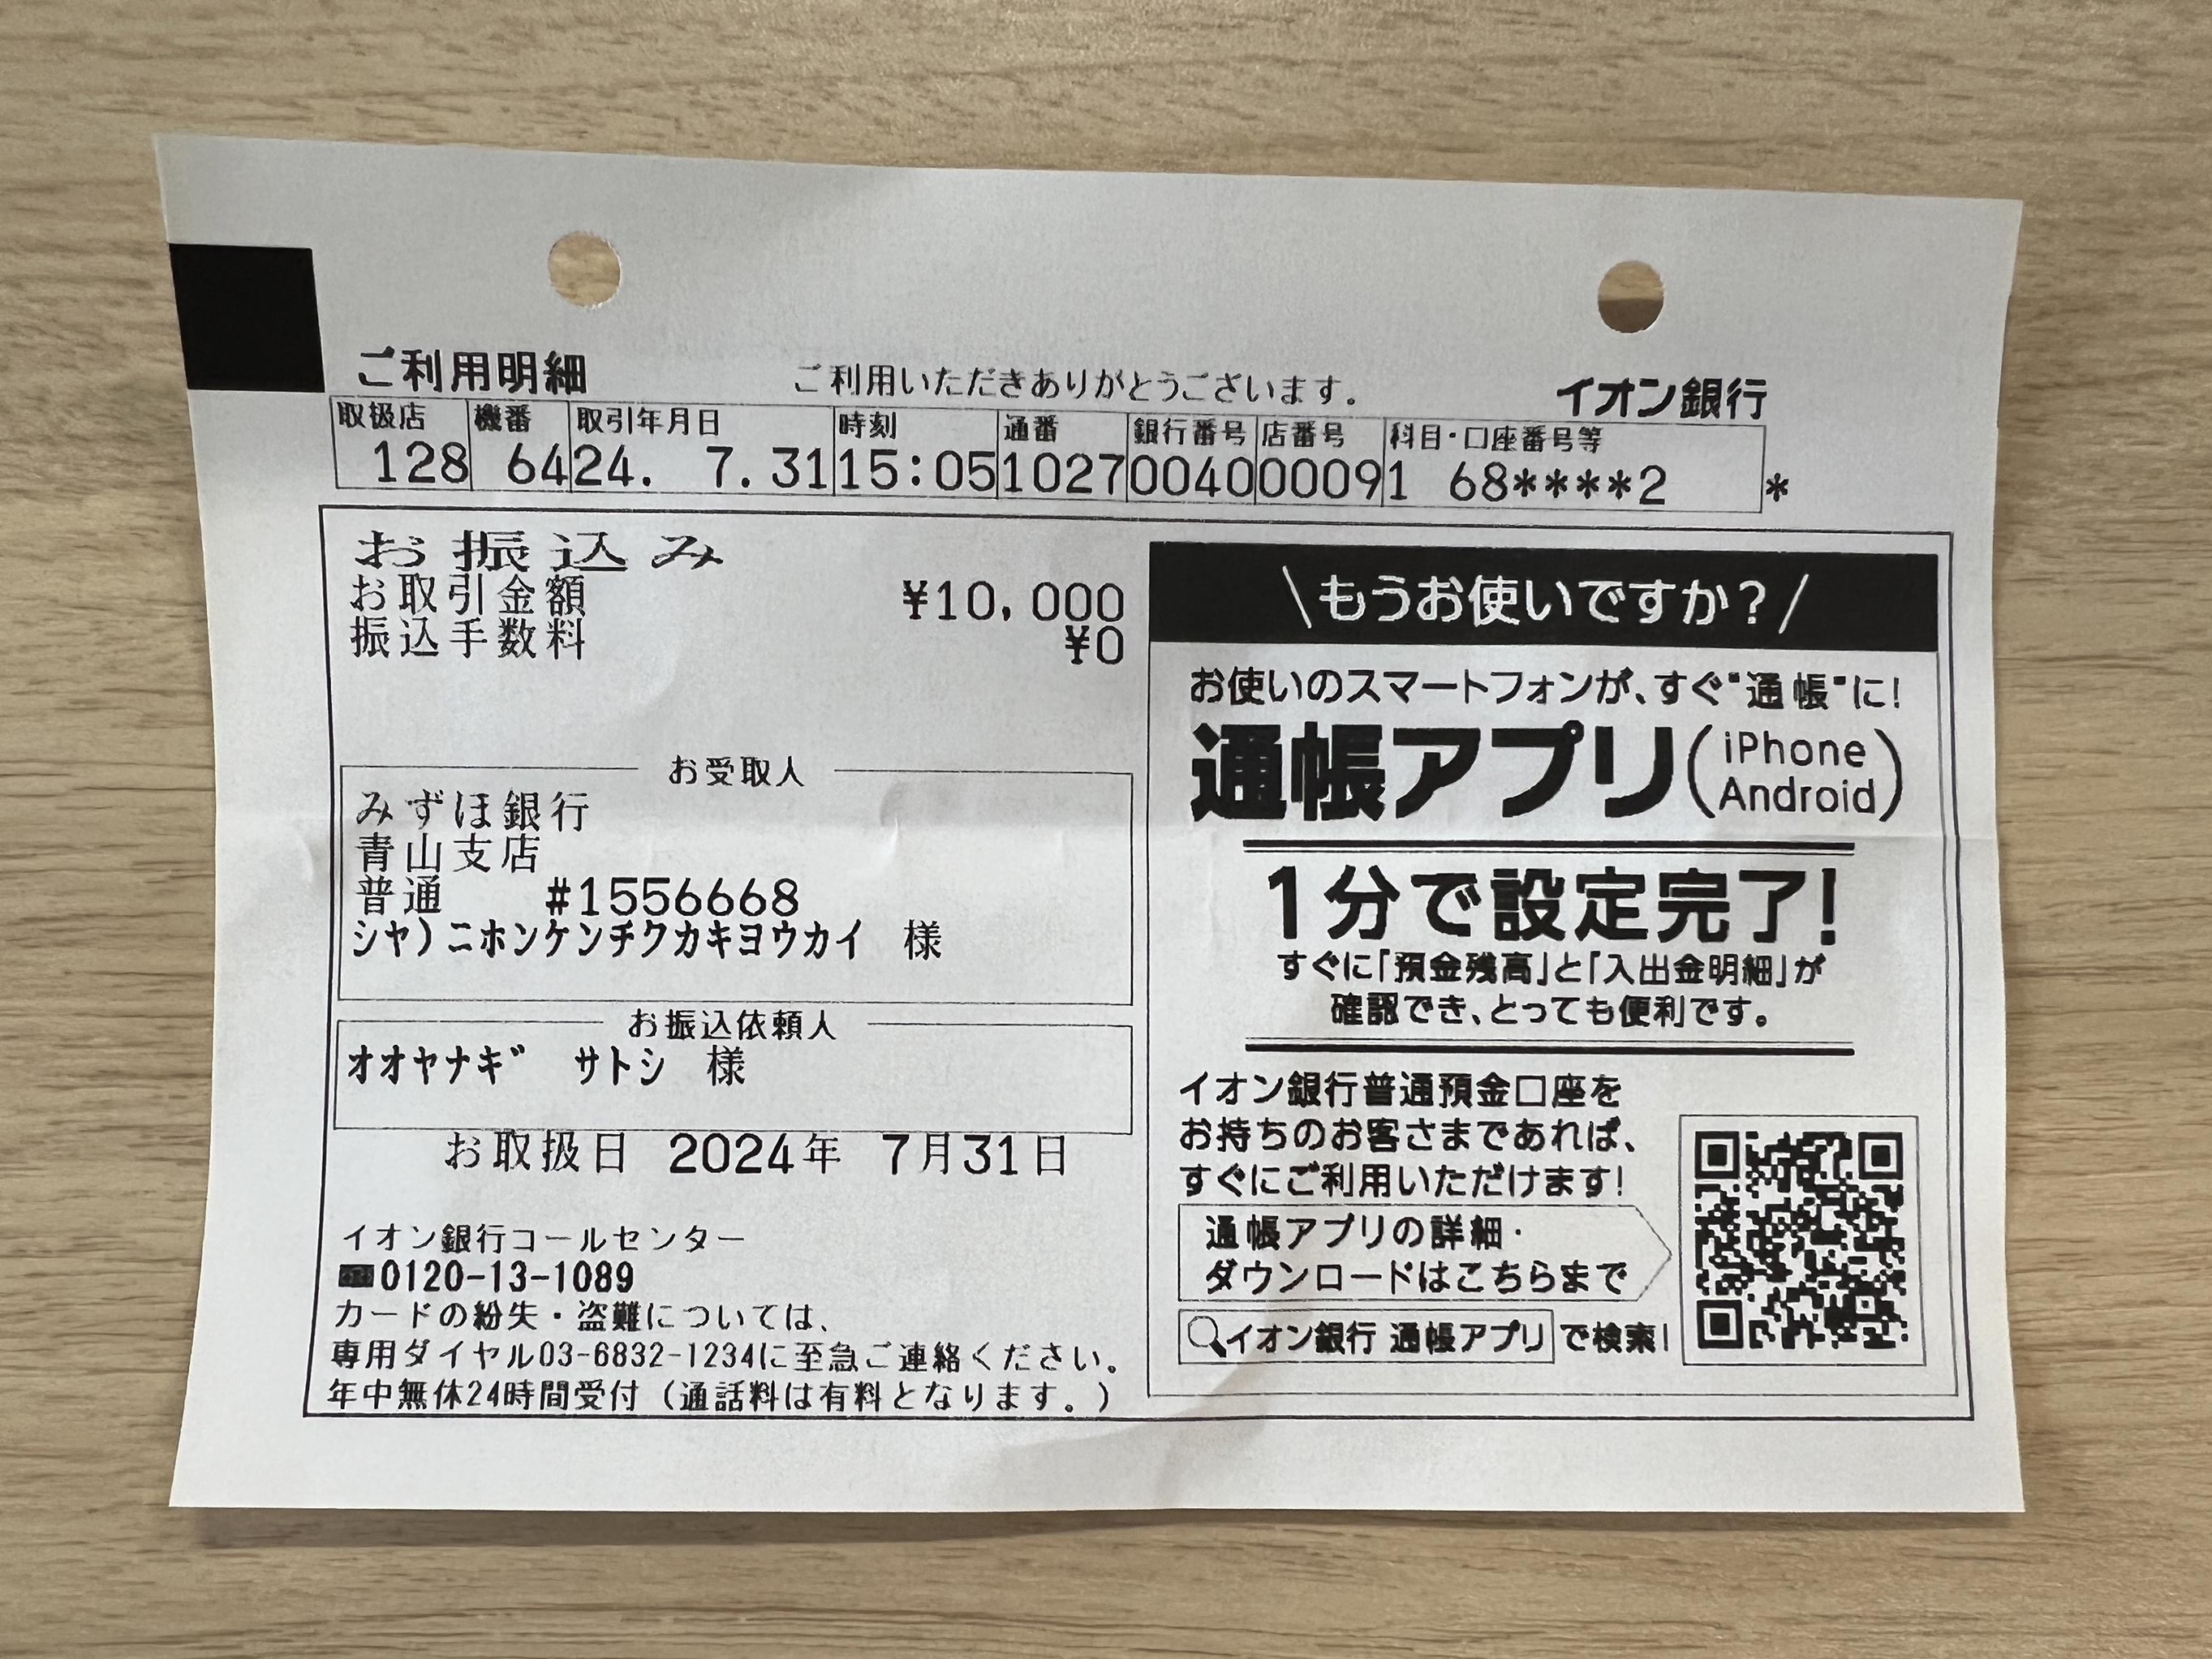 ご利用明細
ご利用いただきありがとうございます.
イオン銀行
取扱店 機番 取引年月日 時刻 通番 銀行番号 店番号 科目・口座番号等
128 64 24. 7.31 15:05 1027 0040 0009 1 68****2 *
お振込み
お取引金額 ¥10,000
振込手数料 ¥0
お受取人
みずほ銀行
青山支店
普通 #1556668
シヤ)ニホンケンチクカキヨウカイ 様
お振込依頼人
オオヤナギ サトシ 様
お取扱日 2024年 7月31日
イオン銀行コールセンター
0120-13-1089
カードの紛失・盗難については、
専用ダイヤル03-6832-1234に至急ご連絡ください。
年中無休24時間受付(通話料は有料となります。)
\もうお使いですか?/
お使いのスマートフォンが、すぐ"通帳"に!
通帳アプリ(iPhone Android)
1分で設定完了!
すぐに「預金残高」と「入出金明細」が
確認でき、とっても便利です。
イオン銀行普通預金口座を
お持ちのお客さまであれば、
すぐにご利用いただけます!
通帳アプリの詳細・
ダウンロードはこちらまで
イオン銀行 通帳アプリ で検索!